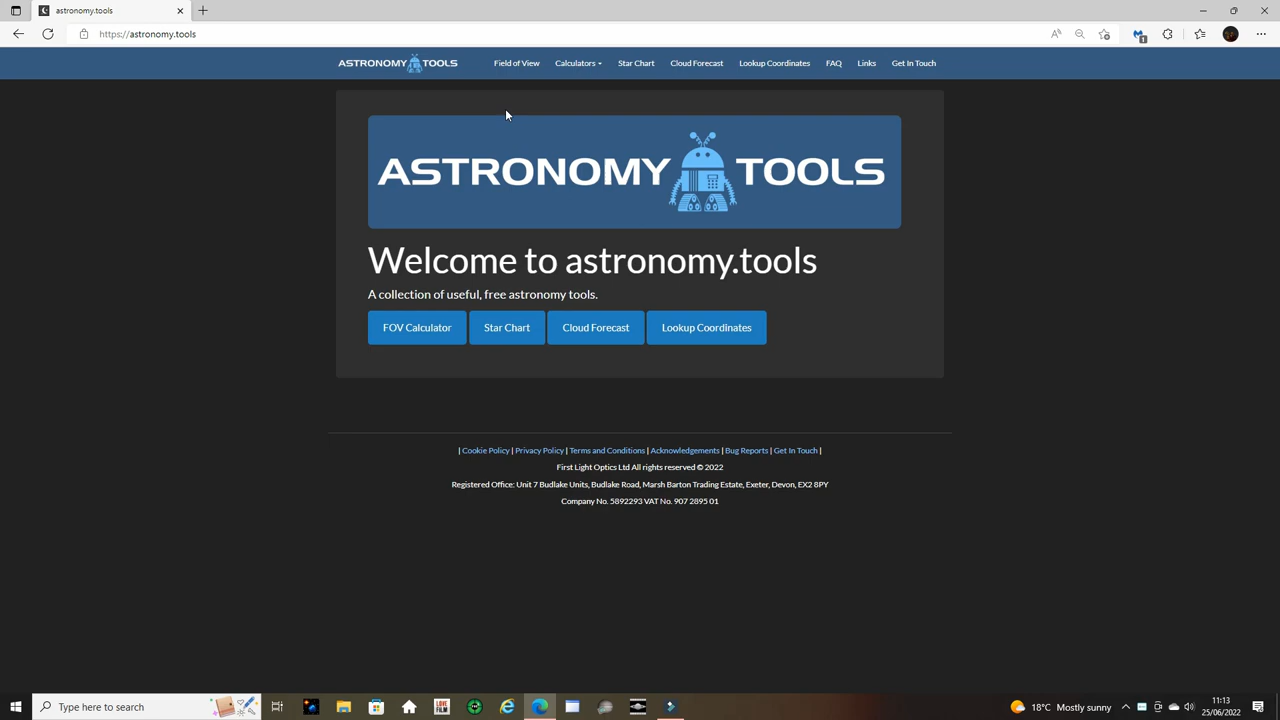 astronomy.tools
https://astronomy.tools
1
ASTRONOMY TOOLS
Field of View
Calculators
Star Chart
Cloud Forecast
Lookup Coordinates
FAQ
Links
Get In Touch
ASTRONOMY TOOLS
Welcome to astronomy.tools
A collection of useful, free astronomy tools.
FOV Calculator
Star Chart
Cloud Forecast
Lookup Coordinates
| Cookie Policy | Privacy Policy | Terms and Conditions | Acknowledgements | Bug Reports | Get In Touch |
First Light Optics Ltd All rights reserved © 2022
Registered Office: Unit 7 Budlake Units, Budlake Road, Marsh Barton Trading Estate, Exeter, Devon, EX2 8PY
Company No. 5892293 VAT No. 907 2895 01
Type here to search
LOVE
FILM
18°C Mostly sunny
11:13
25/06/2022